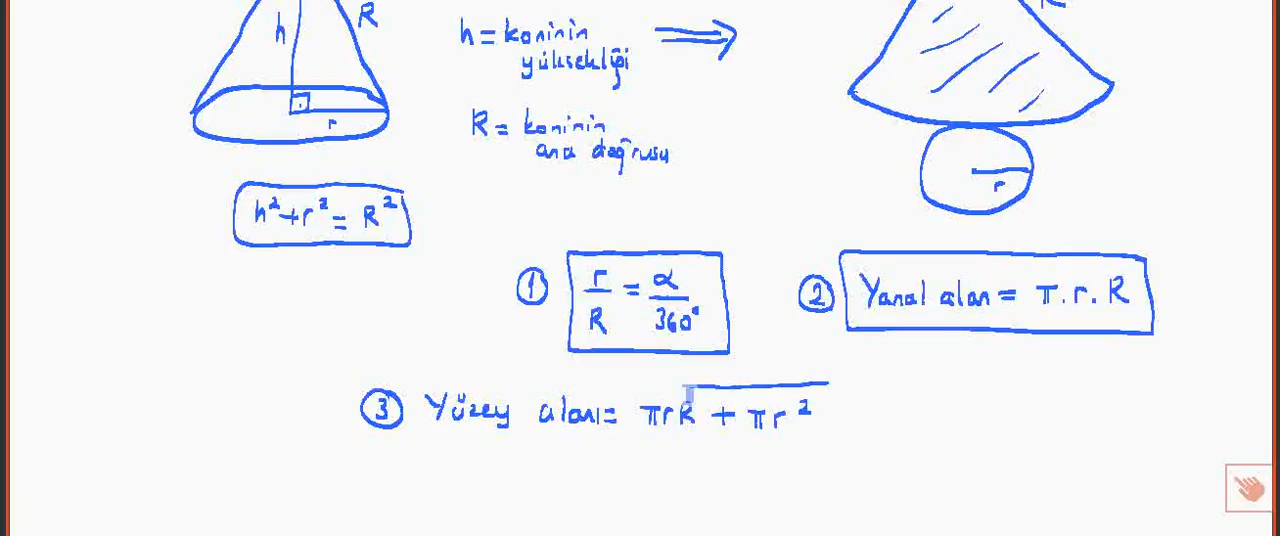 h
R
r
h = koninin
yüksekliği
R = koninin
ana doğrusu
r
h² + r² = R²
① r/R = α/360°
② Yanal alan = π.r.R
③ Yüzey alanı = πrR + πr²